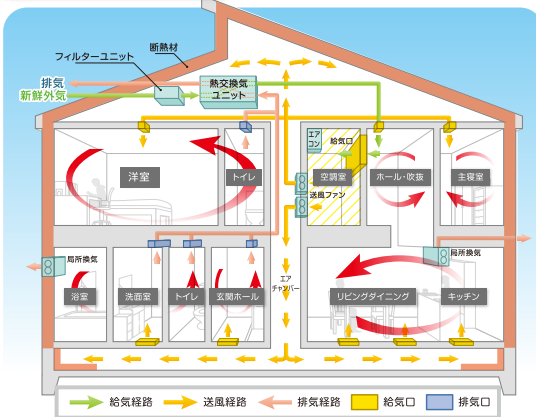 断熱材
フィルターユニット
排気
新鮮外気
熱交換気
ユニット
エア
コン
給気口
洋室
トイレ
空調室
ホール・吹抜
主寝室
送風ファン
局所換気
局所換気
エア
チャンバー
浴室
洗面室
トイレ
玄関ホール
リビングダイニング
キッチン
給気経路
送風経路
排気経路
給気口
排気口